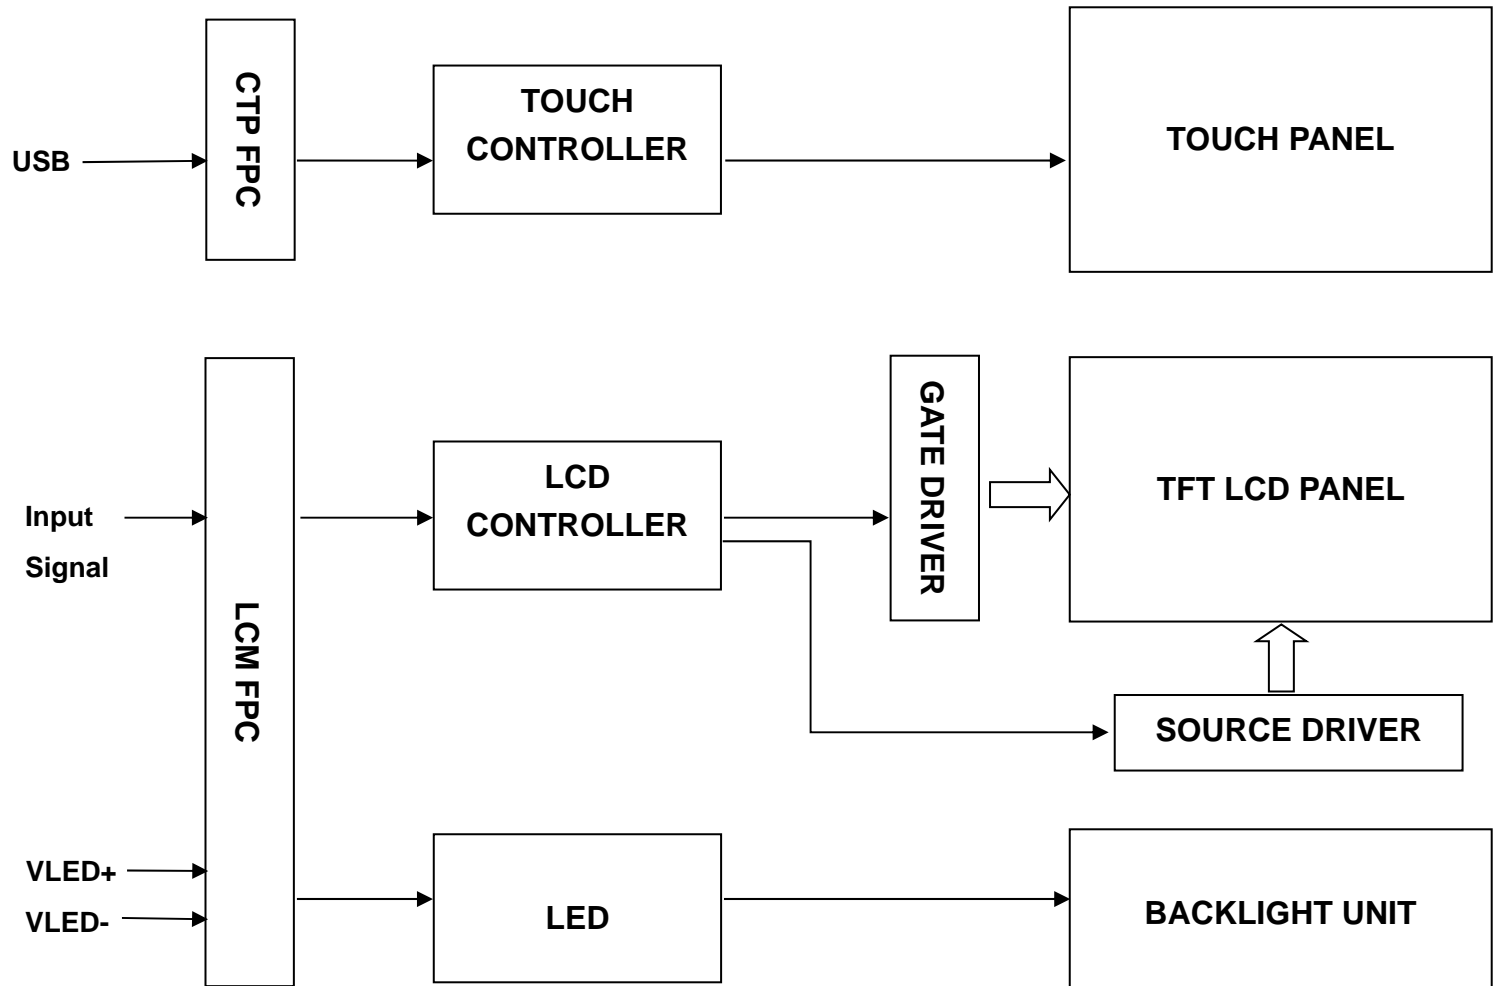 USB
CTP FPC
TOUCH
CONTROLLER
TOUCH PANEL
Input
Signal
LCM FPC
LCD
CONTROLLER
GATE DRIVER
TFT LCD PANEL
SOURCE DRIVER
VLED+
VLED-
LED
BACKLIGHT UNIT